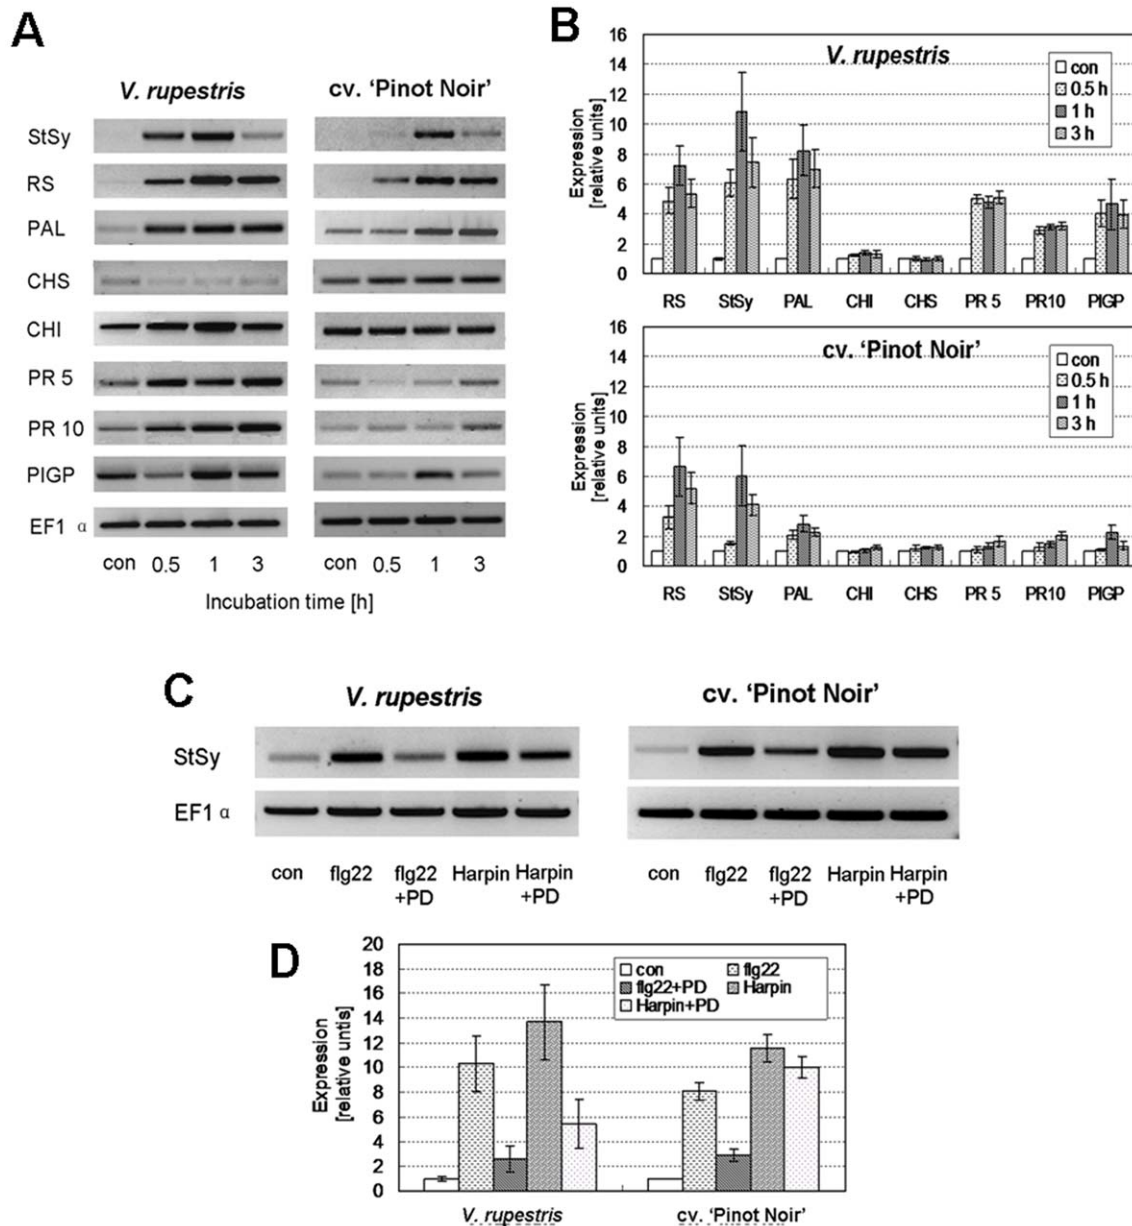 A
V. rupestris
cv. 'Pinot Noir'
StSy
RS
PAL
CHS
CHI
PR 5
PR 10
PIGP
EF1 α
con 0.5 1 3
con 0.5 1 3
Incubation time [h]
B
Expression
[relative units]
16
14
12
10
8
6
4
2
0
V. rupestris
con
0.5 h
1 h
3 h
RS StSy PAL CHI CHS PR 5 PR10 PIGP
Expression
[relative units]
16
14
12
10
8
6
4
2
0
cv. 'Pinot Noir'
con
0.5 h
1 h
3 h
RS StSy PAL CHI CHS PR 5 PR10 PIGP
C
V. rupestris
cv. 'Pinot Noir'
StSy
EF1 α
con flg22 flg22 Harpin Harpin
+PD +PD
con flg22 flg22 Harpin Harpin
+PD +PD
D
Expression
[relative untis]
20
18
16
14
12
10
8
6
4
2
0
con flg22
flg22+PD Harpin
Harpin+PD
V. rupestris cv. 'Pinot Noir'